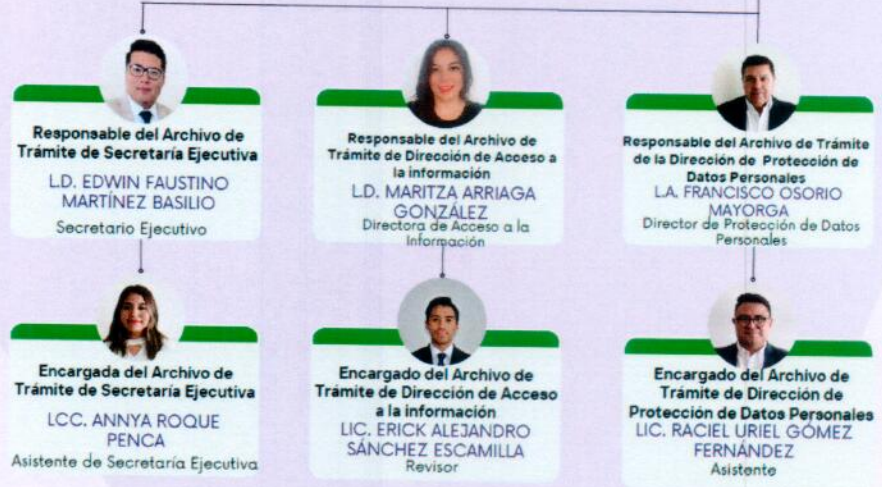 Responsable del Archivo de
Trámite de Secretaría Ejecutiva
L.D. EDWIN FAUSTINO
MARTÍNEZ BASILIO
Secretario Ejecutivo
Responsable del Archivo de
Trámite de Dirección de Acceso a
la información
L.D. MARITZA ARRIAGA
GONZÁLEZ
Directora de Acceso a la
Información
Responsable del Archivo de Trámite
de la Dirección de Protección de
Datos Personales
L.A. FRANCISCO OSORIO
MAYORGA
Director de Protección de Datos
Personales
Encargada del Archivo de
Trámite de Secretaría Ejecutiva
LCC. ANNYA ROQUE
PENCA
Asistente de Secretaría Ejecutiva
Encargado del Archivo de
Trámite de Dirección de Acceso
a la información
LIC. ERICK ALEJANDRO
SÁNCHEZ ESCAMILLA
Revisor
Encargado del Archivo de
Trámite de Dirección de
Protección de Datos Personales
LIC. RACIEL URIEL GÓMEZ
FERNÁNDEZ
Asistente